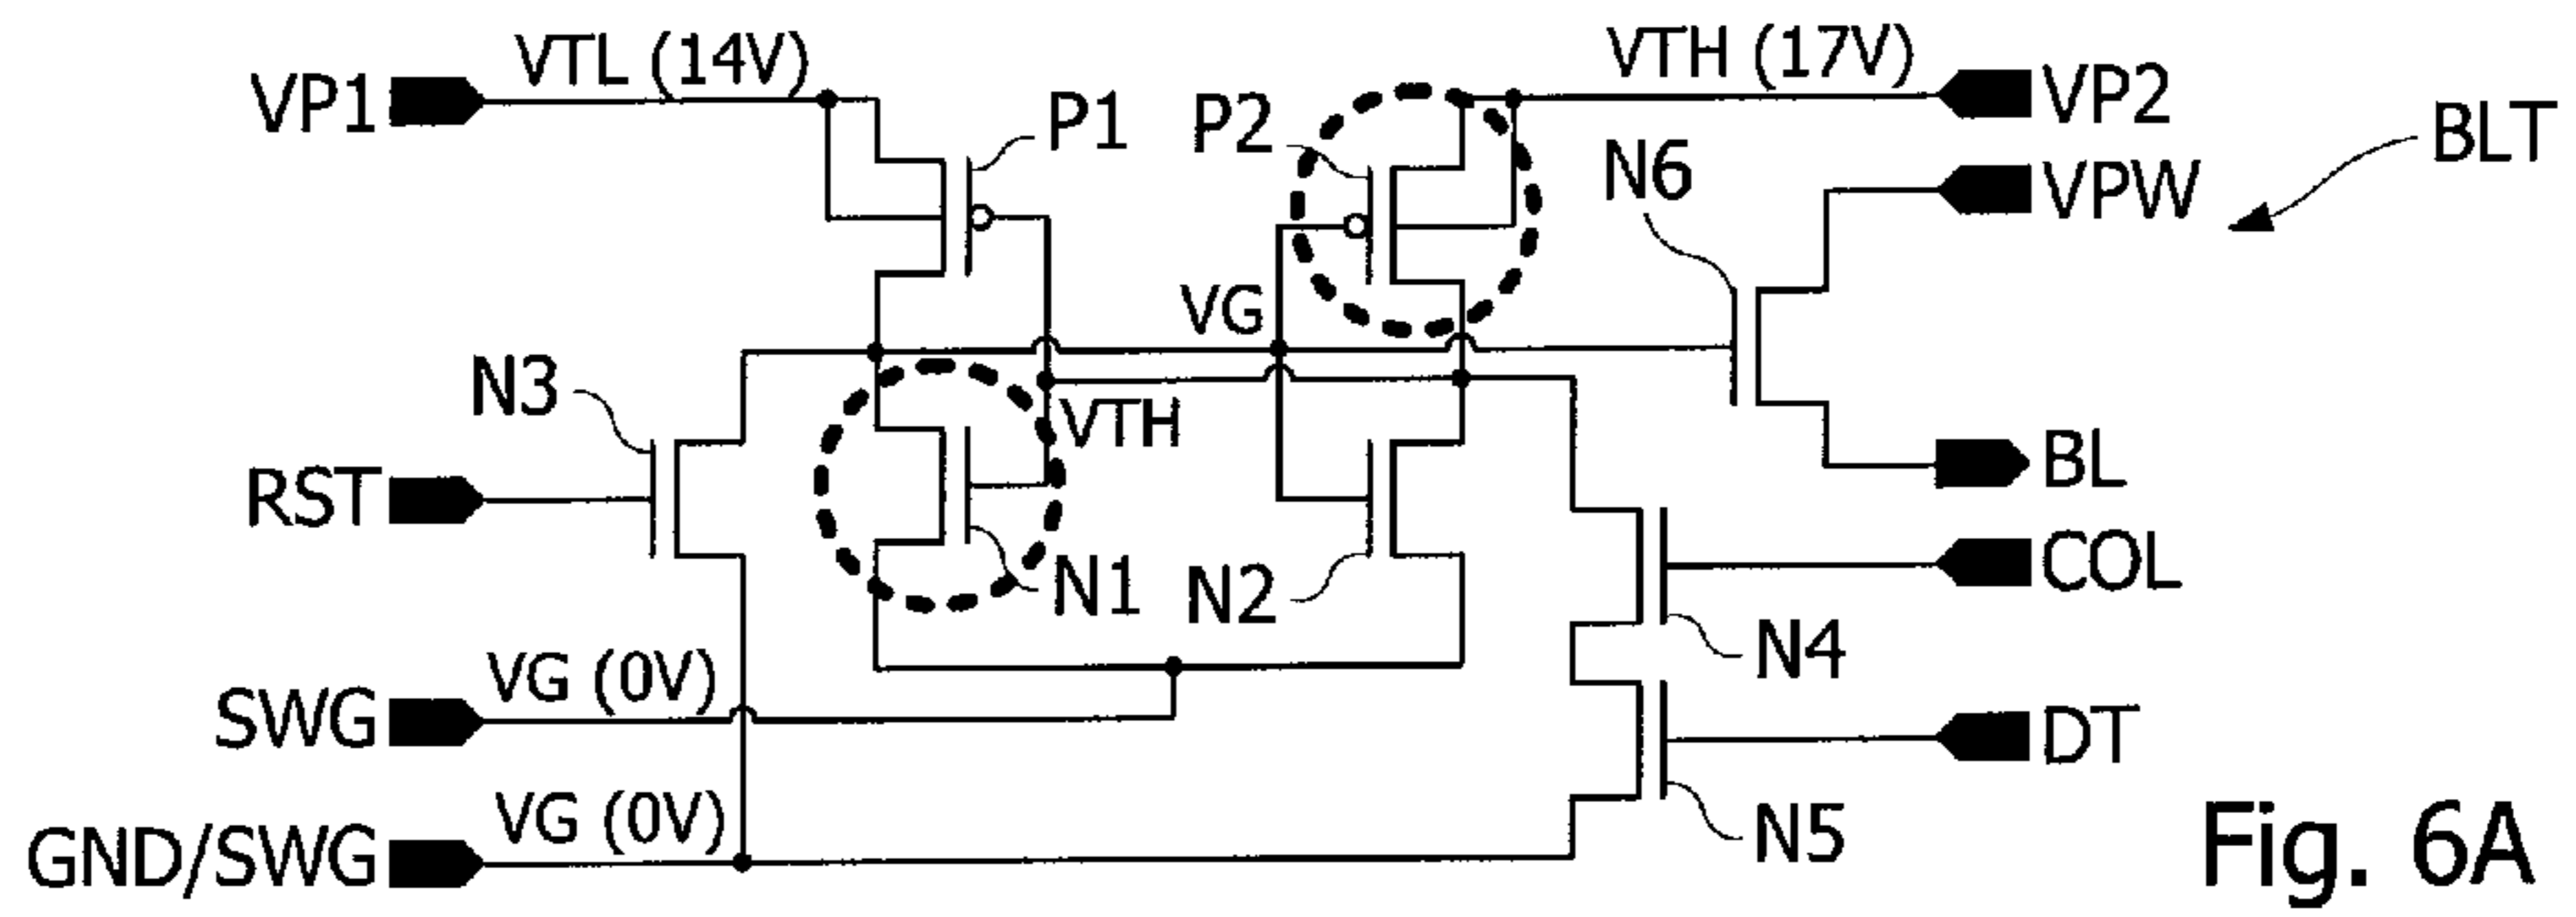 VP1 VTL (14V) P1 P2 VTH (17V) VP2
BLT
N6 VPW
VG
N3 VTH
RST N1 N2 BL
COL
N4
SWG VG (0V) DT
GND/SWG VG (0V) N5
Fig. 6A